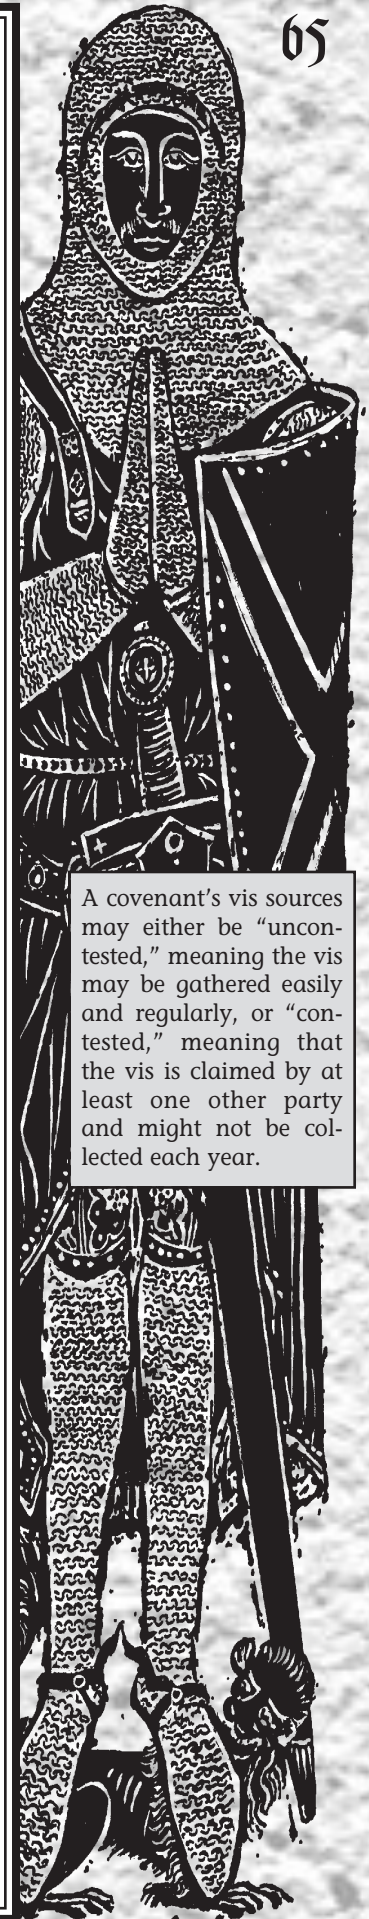 65
A covenant’s vis sources
may either be “uncon-
tested,” meaning the vis
may be gathered easily
and regularly, or “con-
tested,” meaning that
the vis is claimed by at
least one other party
and might not be col-
lected each year.